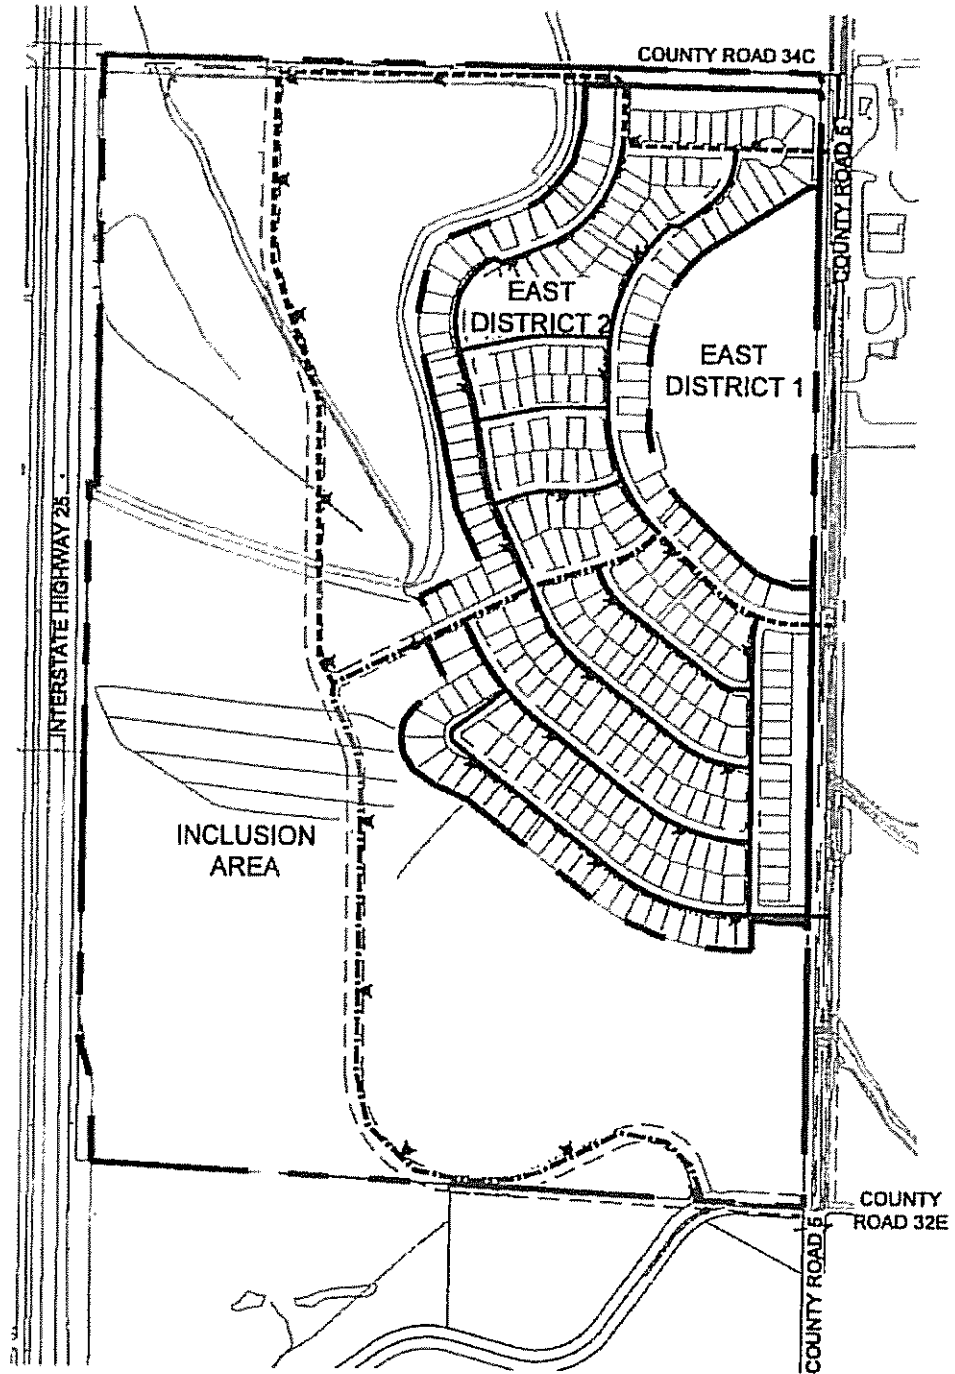 COUNTY ROAD 34C
COUNTY ROAD 5
EAST
DISTRICT 2
EAST
DISTRICT 1
INTERSTATE HIGHWAY 25
INCLUSION
AREA
COUNTY
ROAD 32E
COUNTY ROAD 5